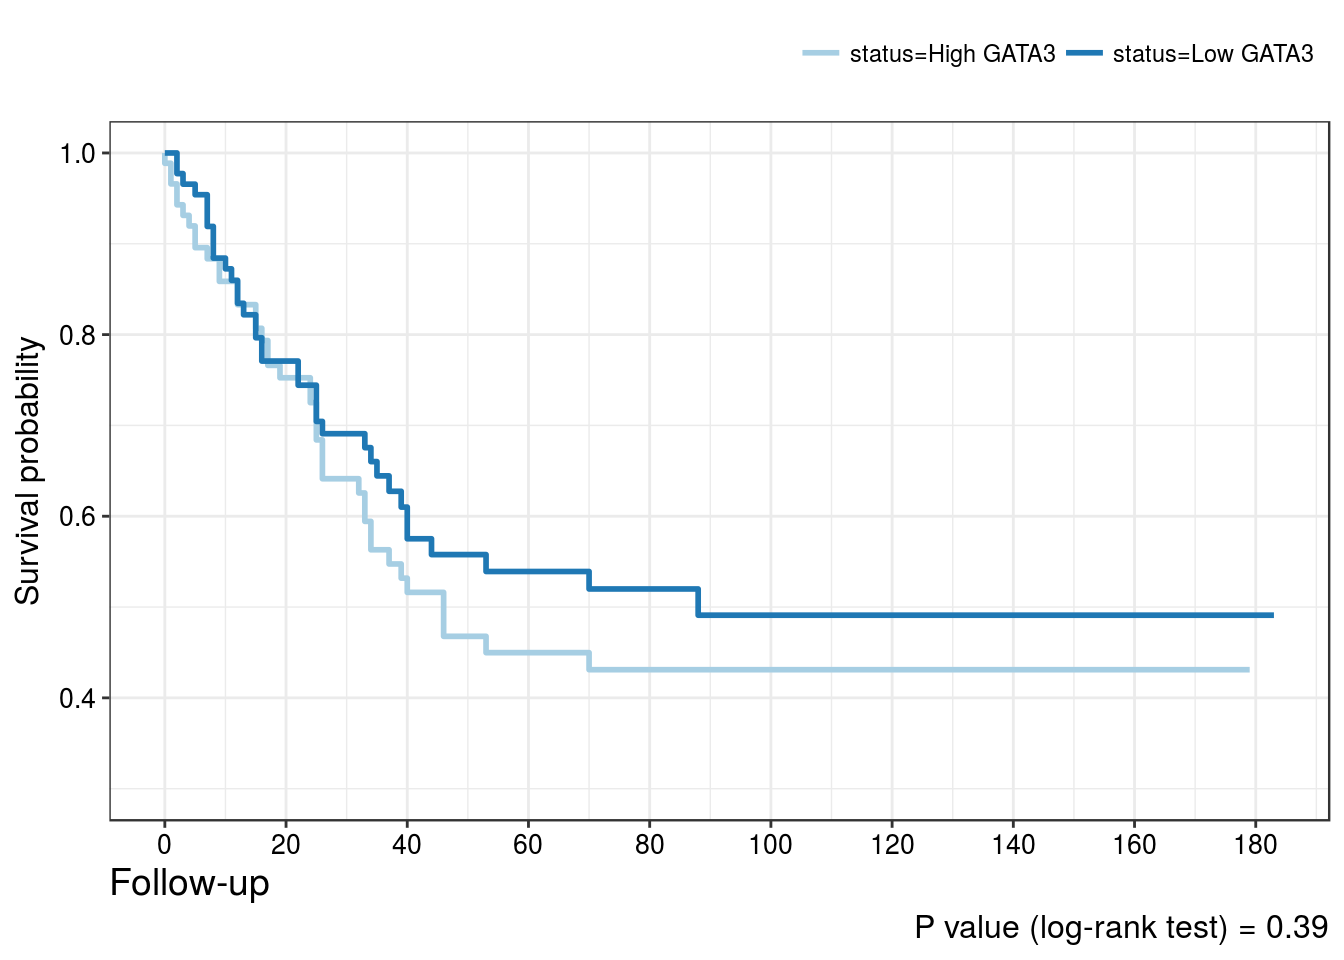 status=High GATA3 status=Low GATA3
1.0
0.8
0.6
0.4
Survival probability
0 20 40 60 80 100 120 140 160 180
Follow-up
P value (log-rank test) = 0.39